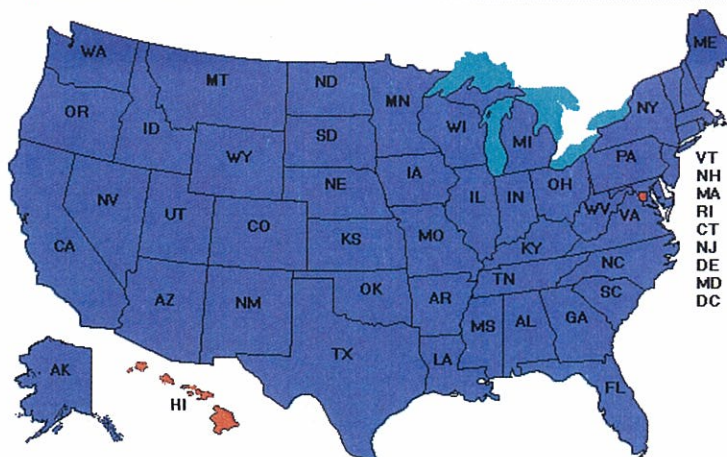 WA
MT
ND
MN
ME
OR
ID
SD
WI
MI
NY
WY
NE
IA
PA
NV
UT
CO
IL
IN
OH
WV
VA
CA
KS
MO
KY
AZ
NM
OK
AR
TN
NC
SC
TX
MS
AL
GA
LA
FL
AK
HI
VT
NH
MA
RI
CT
NJ
DE
MD
DC